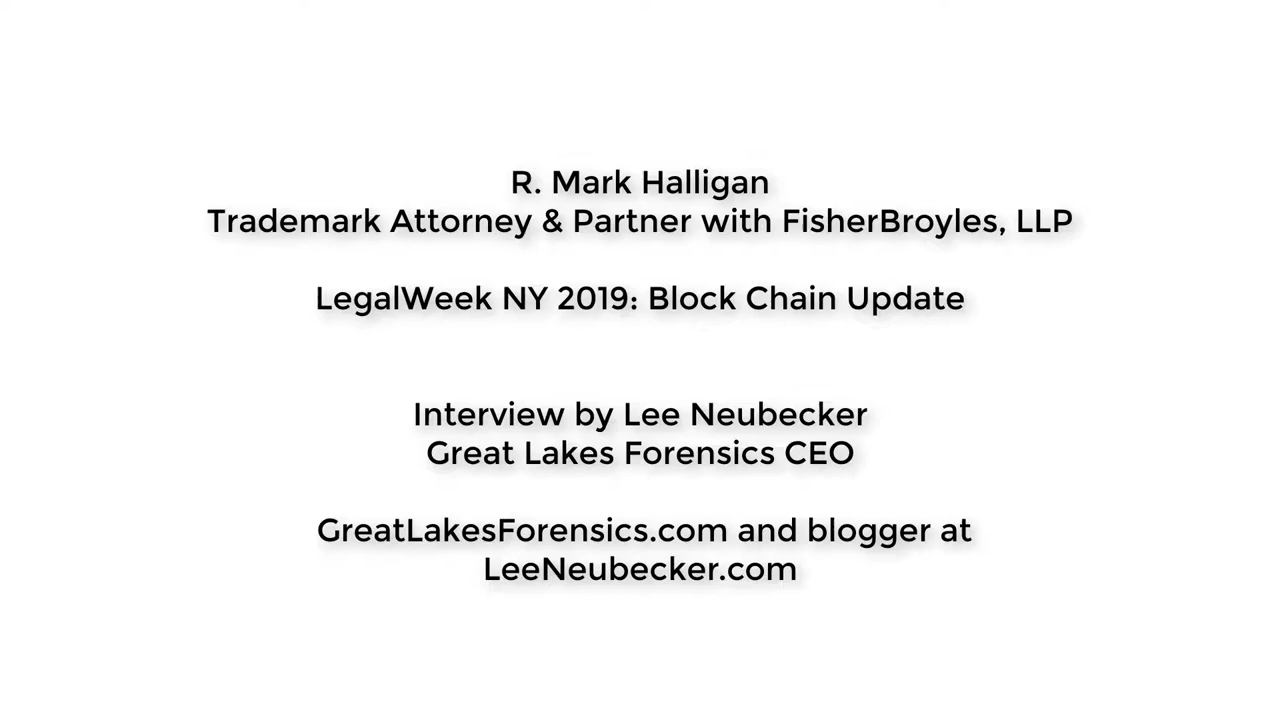 R. Mark Halligan
Trademark Attorney & Partner with FisherBroyles, LLP
LegalWeek NY 2019: Block Chain Update
Interview by Lee Neubecker
Great Lakes Forensics CEO
GreatLakesForensics.com and blogger at
LeeNeubecker.com